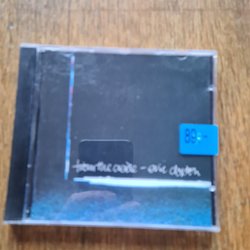 from the cradle – eric clapton
89:-